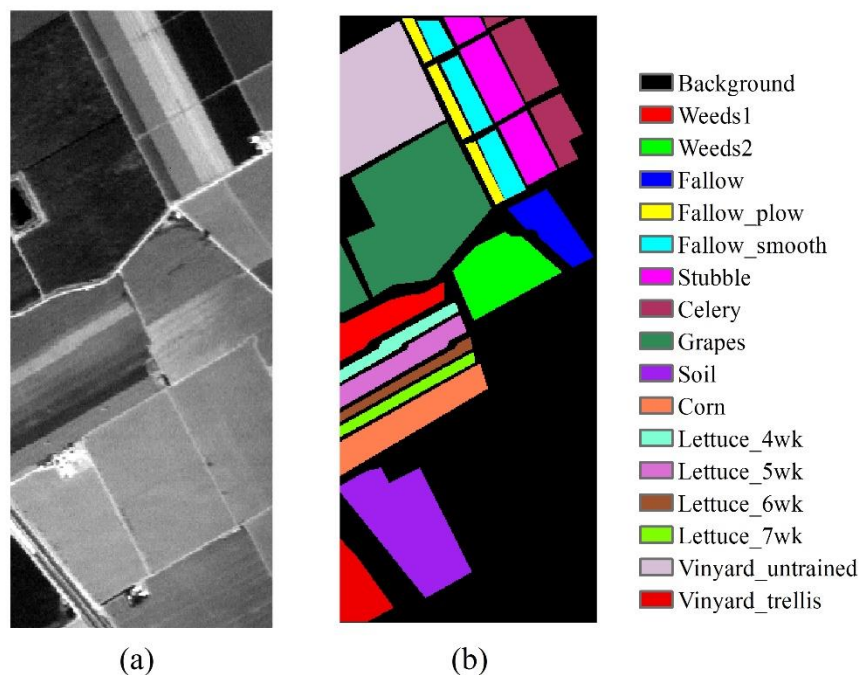 Background
Weeds1
Weeds2
Fallow
Fallow_plow
Fallow_smooth
Stubble
Celery
Grapes
Soil
Corn
Lettuce_4wk
Lettuce_5wk
Lettuce_6wk
Lettuce_7wk
Vinyard_untrained
Vinyard_trellis
(a)
(b)